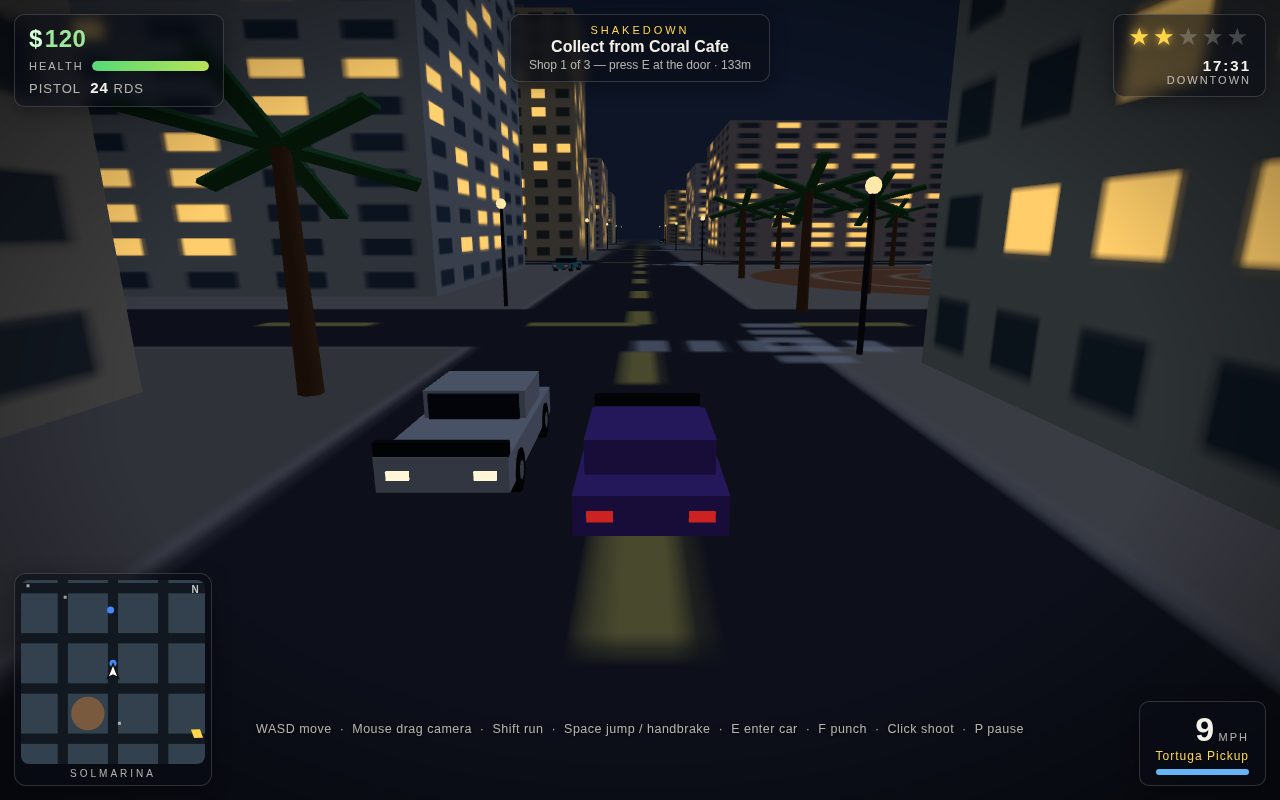 $120
HEALTH
PISTOL 24 RDS
SHAKEDOWN
Collect from Coral Cafe
Shop 1 of 3 — press E at the door · 133m
★★★★★
17:31
DOWNTOWN
N
SOLMARINA
WASD move · Mouse drag camera · Shift run · Space jump / handbrake · E enter car · F punch · Click shoot · P pause
9 MPH
Tortuga Pickup